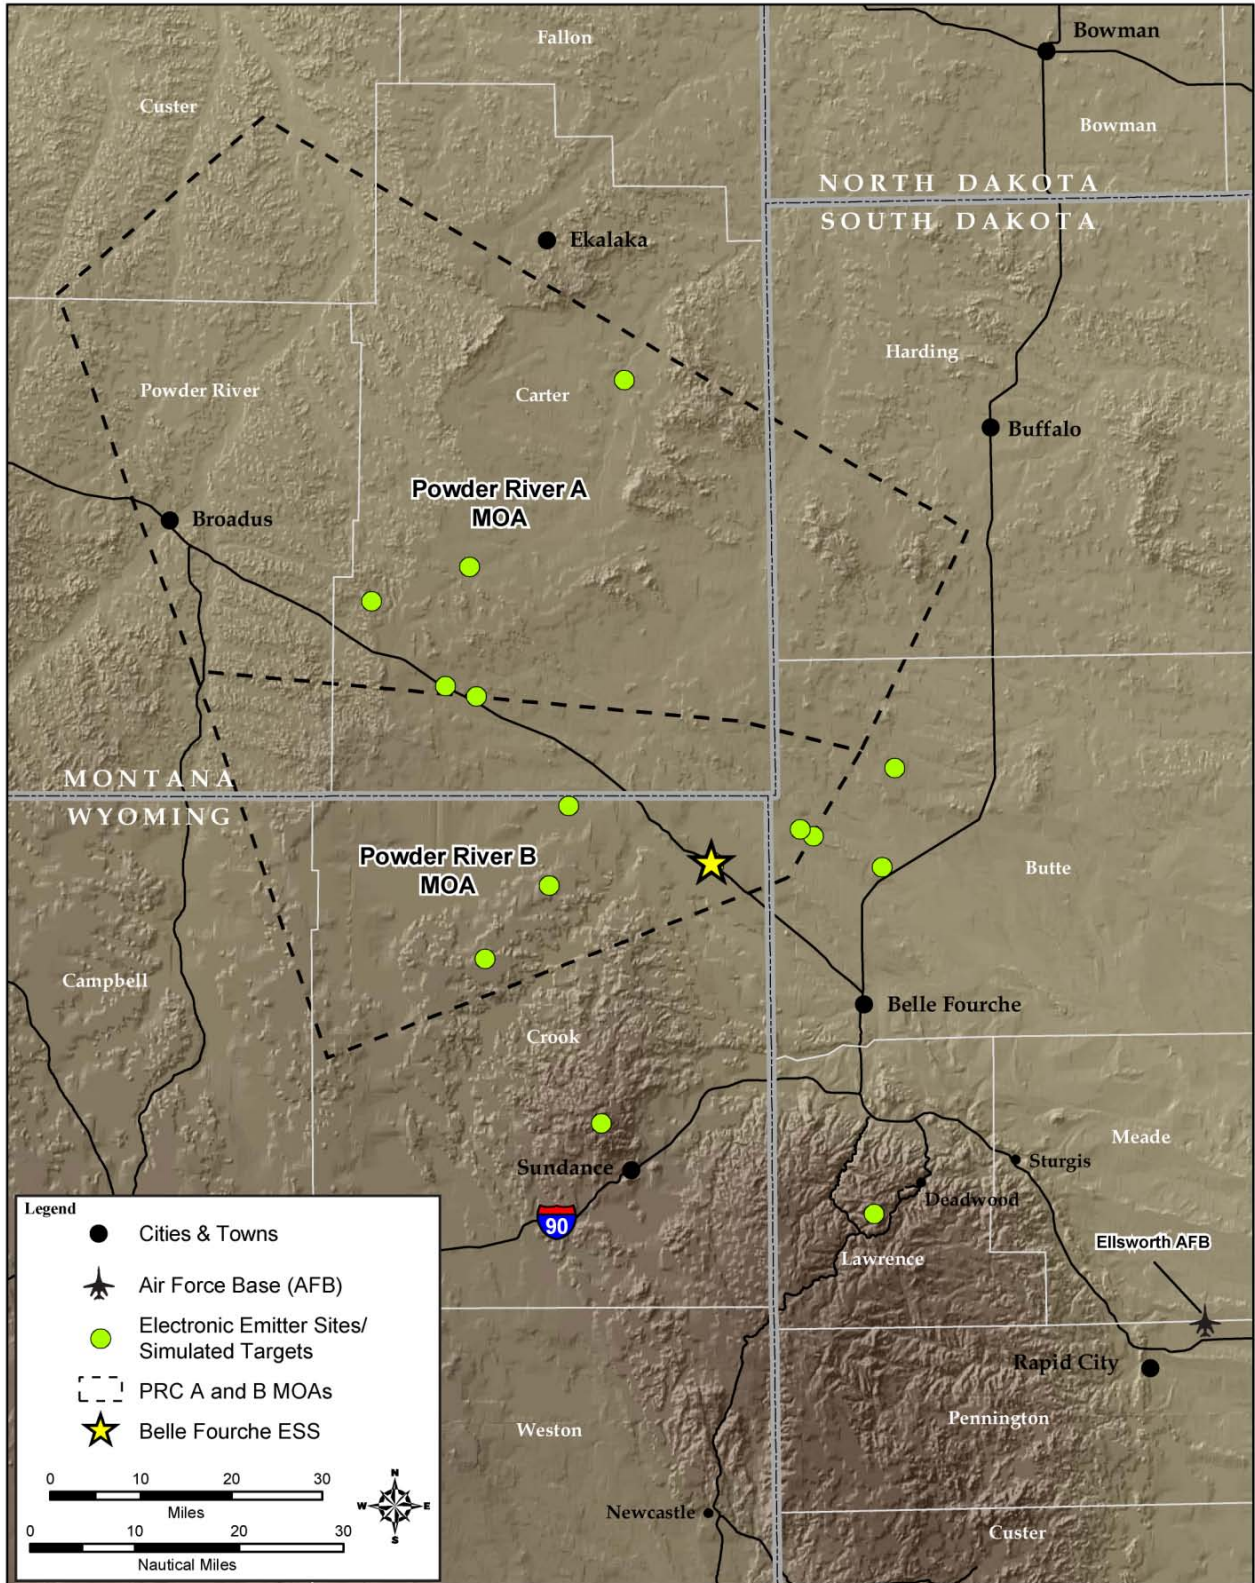 Fallon
Bowman
Custer
Bowman
NORTH DAKOTA
SOUTH DAKOTA
Ekalaka
Harding
Powder River
Carter
Buffalo
Powder River A
MOA
Broadus
MONTANA
WYOMING
Powder River B
MOA
Butte
Campbell
Belle Fourche
Crook
Meade
Sturgis
Sundance
Deadwood
90
Ellsworth AFB
Lawrence
Rapid City
Pennington
Weston
Newcastle
Custer
Legend
Cities & Towns
Air Force Base (AFB)
Electronic Emitter Sites/
Simulated Targets
PRC A and B MOAs
Belle Fourche ESS
0 10 20 30
Miles
0 10 20 30
Nautical Miles
N
W E
S